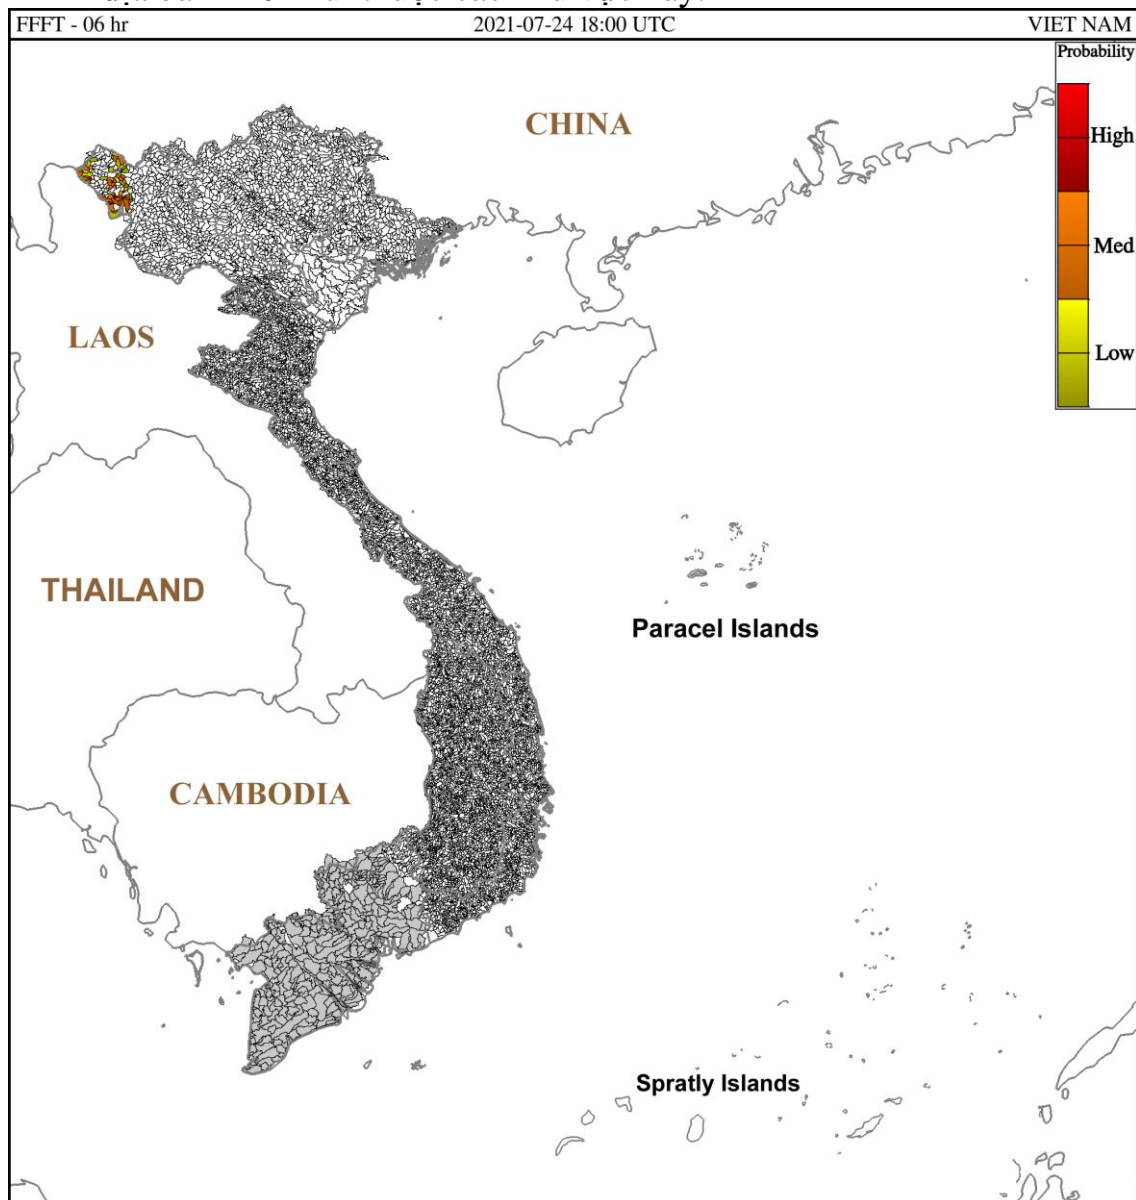 FFFT - 06 hr 2021-07-24 18:00 UTC VIET NAM
Probability
CHINA
High
Med
LAOS
Low
THAILAND
Paracel Islands
CAMBODIA
Spratly Islands